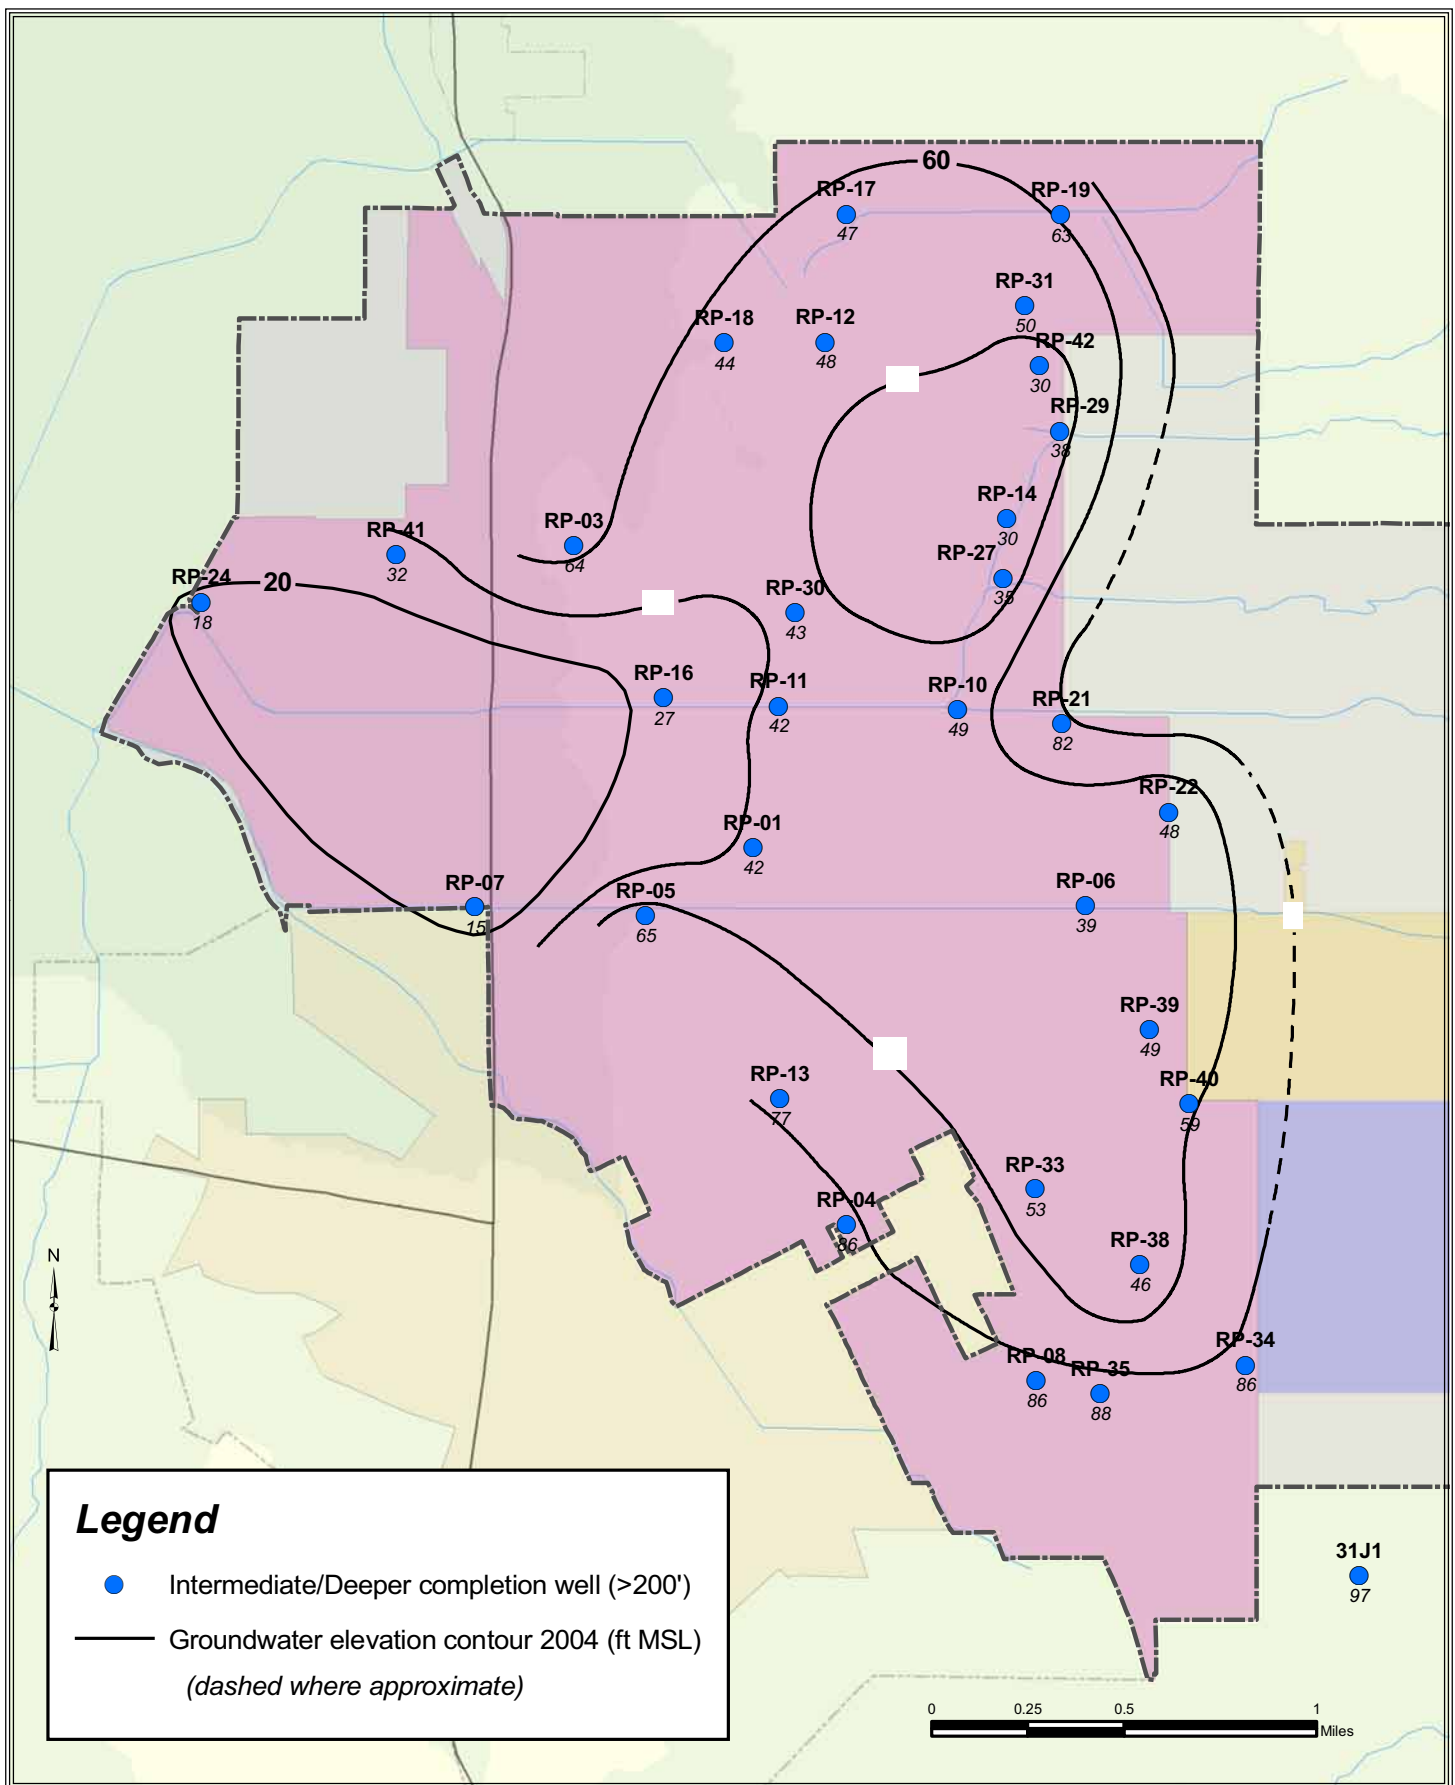 60
RP-17
47
RP-19
63
RP-31
50
RP-18
44
RP-12
48
RP-42
30
RP-29
38
RP-14
30
RP-03
64
RP-41
32
RP-27
35
RP-24
18
20
RP-30
43
RP-16
27
RP-11
42
RP-10
49
RP-21
82
RP-22
48
RP-01
42
RP-07
15
RP-05
65
RP-06
39
RP-39
49
RP-13
77
RP-40
59
RP-33
53
RP-04
86
RP-38
46
N
RP-34
86
RP-08
86
RP-35
88
31J1
97
Legend
Intermediate/Deeper completion well (>200')
Groundwater elevation contour 2004 (ft MSL)
(dashed where approximate)
0 0.25 0.5 1
Miles